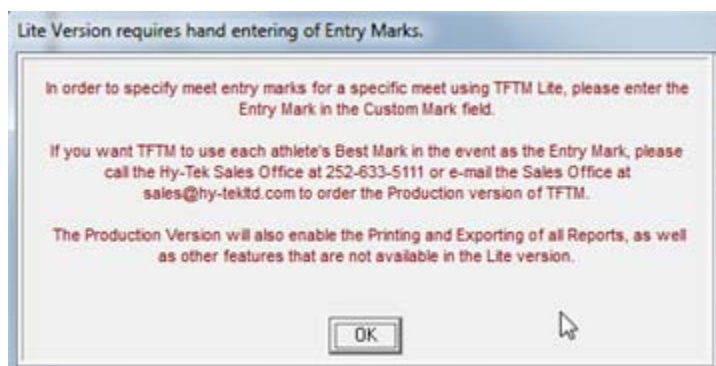 Lite Version requires hand entering of Entry Marks.
In order to specify meet entry marks for a specific meet using TFTM Lite, please enter the
Entry Mark in the Custom Mark field.
If you want TFTM to use each athlete's Best Mark in the event as the Entry Mark, please
call the Hy-Tek Sales Office at 252-633-5111 or e-mail the Sales Office at
sales@hy-tekltd.com to order the Production version of TFTM.
The Production Version will also enable the Printing and Exporting of all Reports, as well
as other features that are not available in the Lite version.
OK